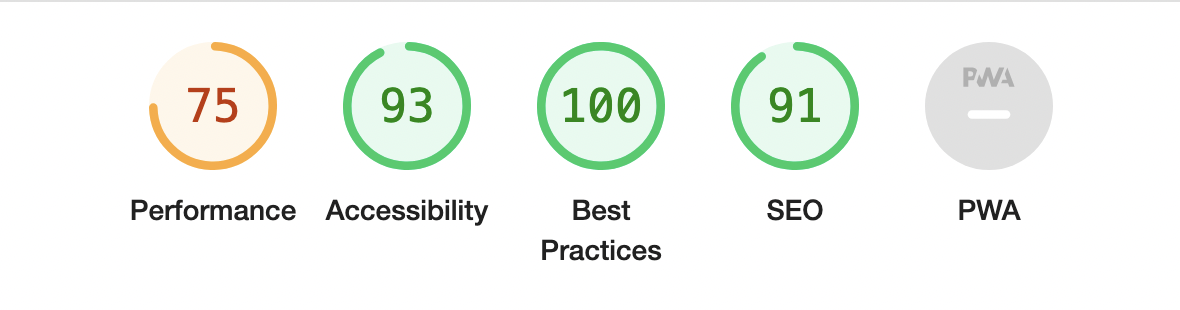 75
93
100
91
PWA
Performance
Accessibility
Best
Practices
SEO
PWA